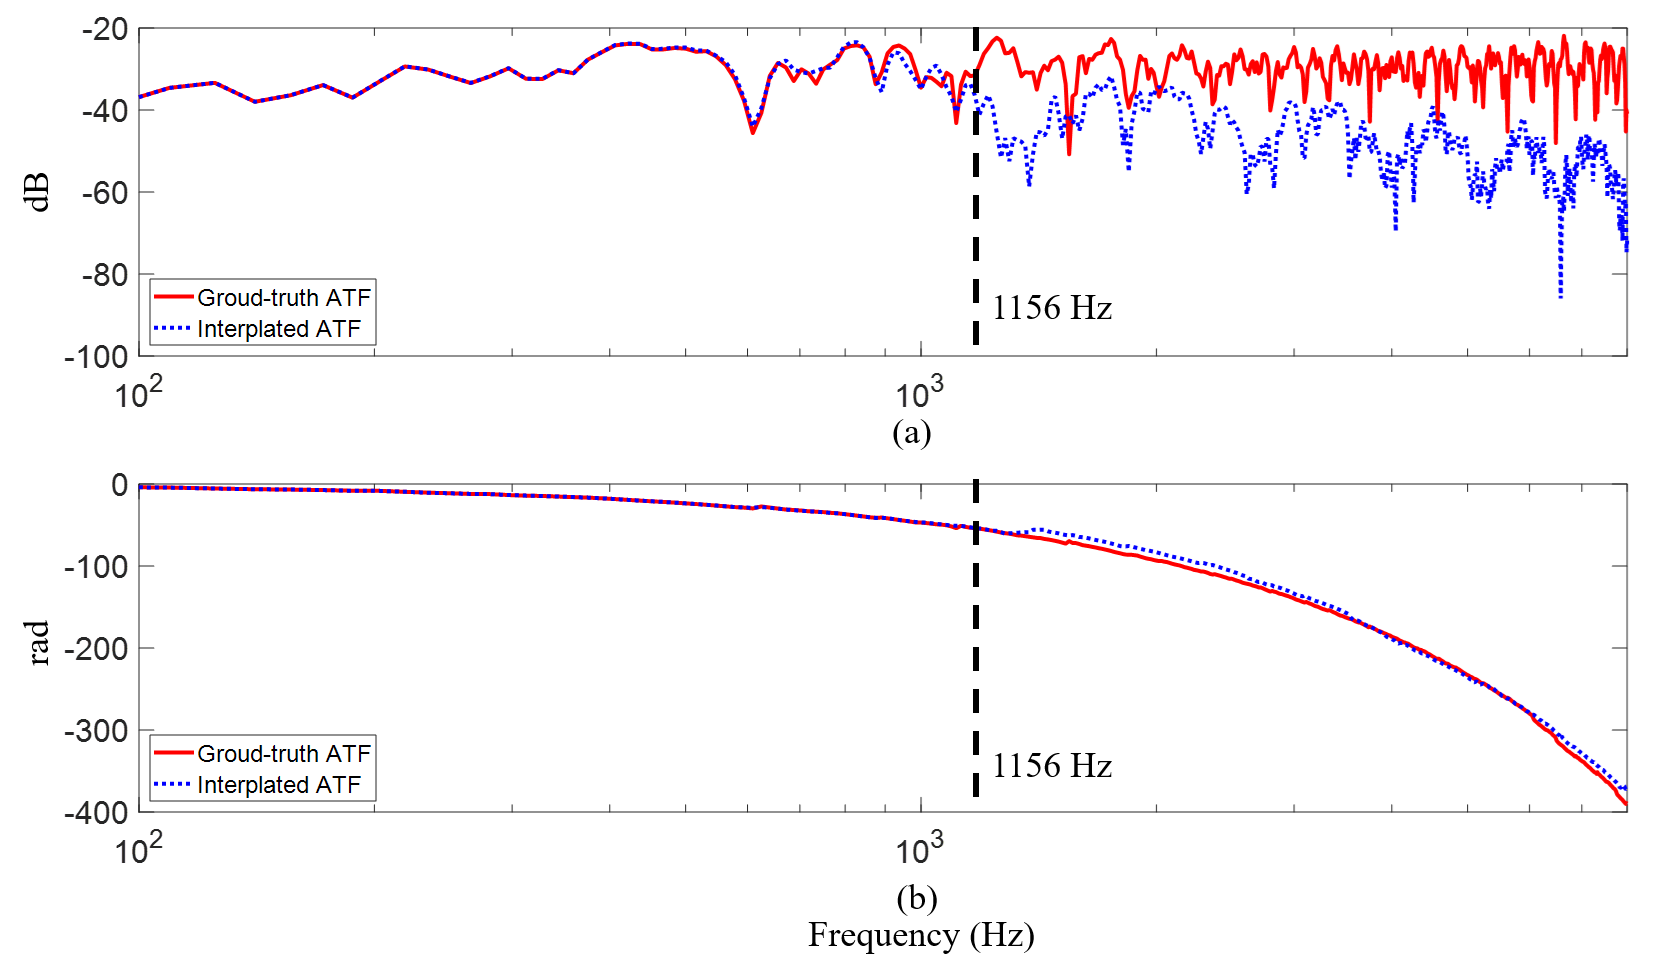 -20
-40
-60
-80
-100
dB
Groud-truth ATF
Interplated ATF
1156 Hz
10^2
10^3
(a)
0
-100
-200
-300
-400
rad
Groud-truth ATF
Interplated ATF
1156 Hz
10^2
10^3
(b)
Frequency (Hz)